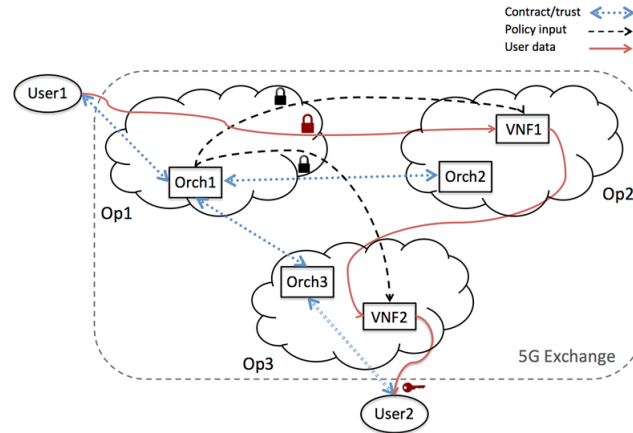 Contract/trust
Policy input
User data
User1
VNF1
Orch1
Orch2
Op1
Op2
Orch3
VNF2
Op3
5G Exchange
User2